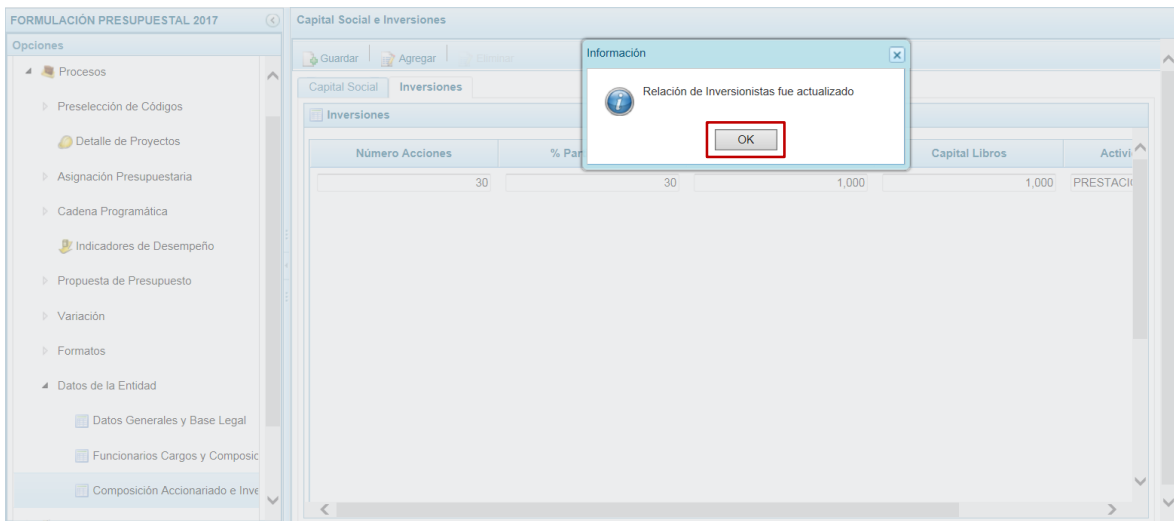 FORMULACIÓN PRESUPUESTAL 2017
Opciones
Procesos
Preselección de Códigos
Detalle de Proyectos
Asignación Presupuestaria
Cadena Programática
Indicadores de Desempeño
Propuesta de Presupuesto
Variación
Formatos
Datos de la Entidad
Datos Generales y Base Legal
Funcionarios Cargos y Composic
Composición Accionariado e Inve
Capital Social e Inversiones
Guardar Agregar Eliminar
Capital Social Inversiones
Inversiones
Número Acciones % Par Capital Libros Activi
30 30 1,000 1,000 PRESTACI
Información
Relación de Inversionistas fue actualizado
OK